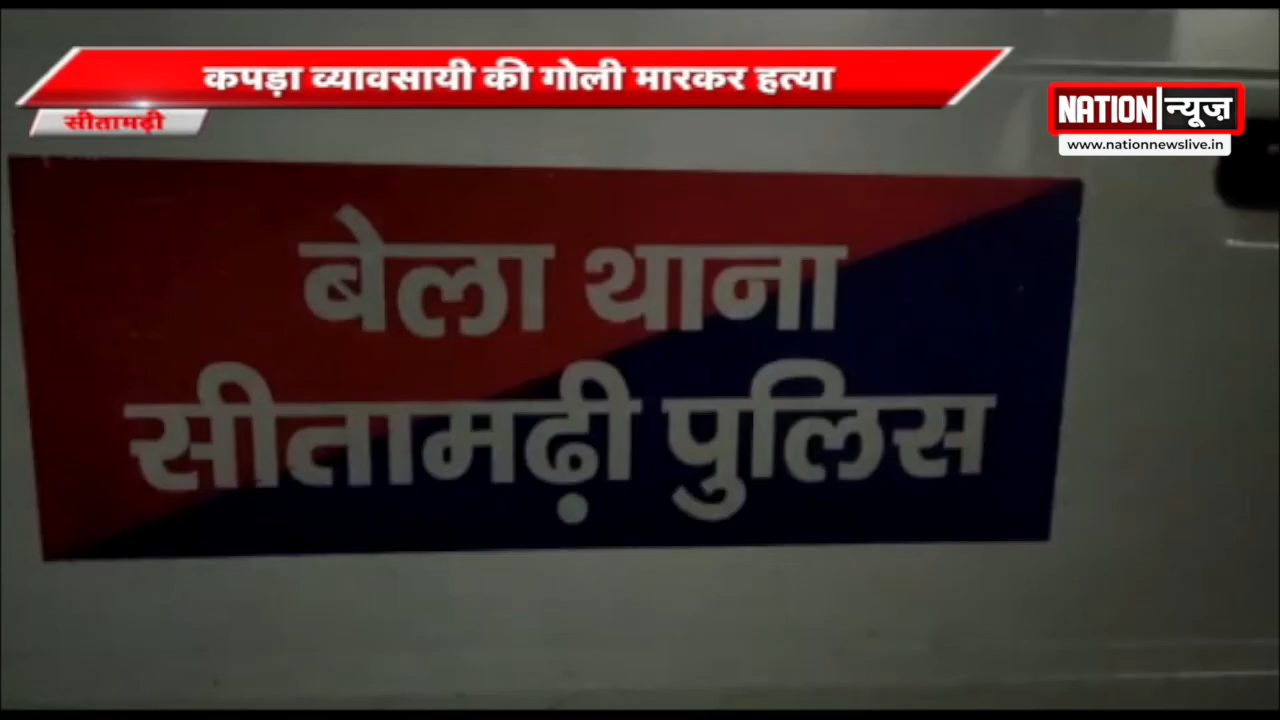 कपड़ा व्यावसायी की गोली मारकर हत्या
सीतामढ़ी
NATION न्यूज़
www.nationnewslive.in
बेला थाना
सीतामढ़ी पुलिस